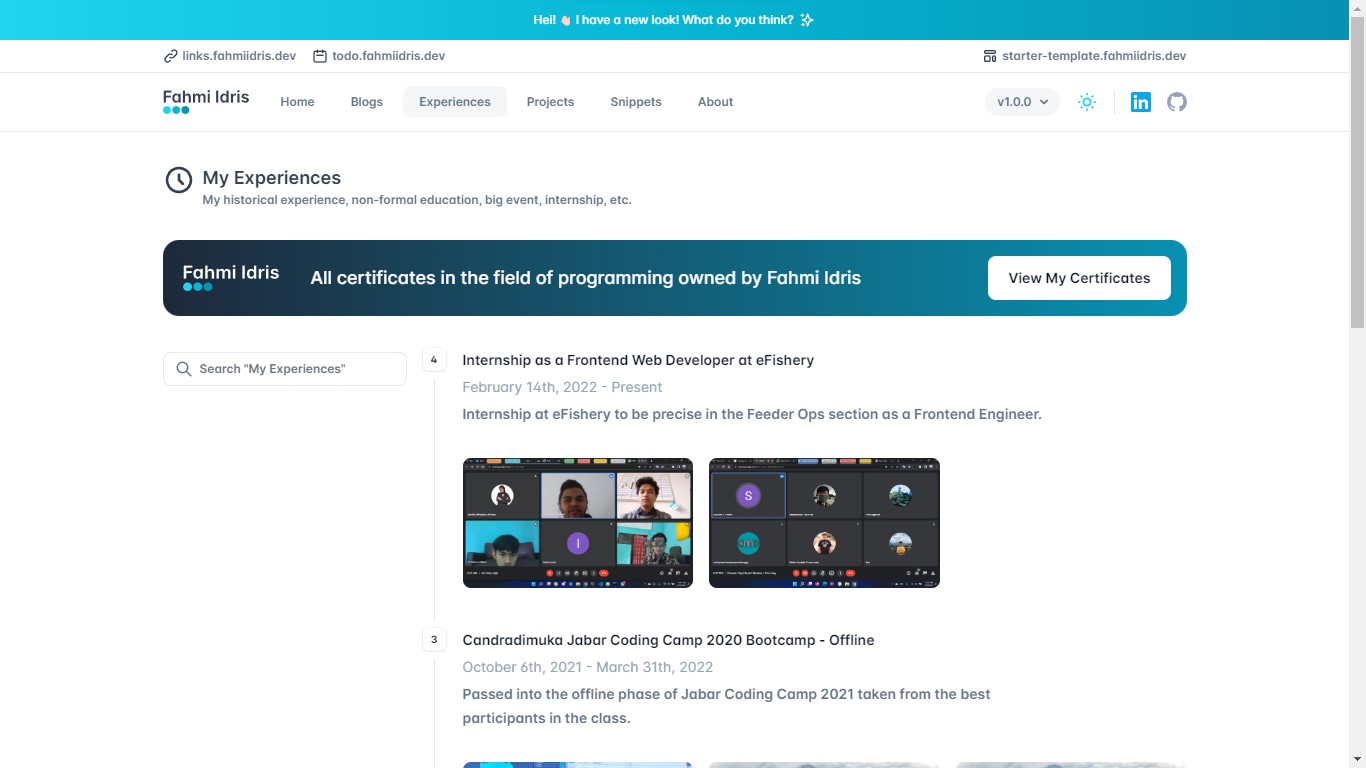 Hei! 👋🏻 I have a new look! What do you think?
links.fahmiidris.dev
todo.fahmiidris.dev
starter-template.fahmiidris.dev
Fahmi Idris
Home
Blogs
Experiences
Projects
Snippets
About
v1.0.0
in
My Experiences
My historical experience, non-formal education, big event, internship, etc.
Fahmi Idris
All certificates in the field of programming owned by Fahmi Idris
View My Certificates
Search "My Experiences"
4
Internship as a Frontend Web Developer at eFishery
February 14th, 2022 - Present
Internship at eFishery to be precise in the Feeder Ops section as a Frontend Engineer.
I
S
3
Candradimuka Jabar Coding Camp 2020 Bootcamp - Offline
October 6th, 2021 - March 31th, 2022
Passed into the offline phase of Jabar Coding Camp 2021 taken from the best
participants in the class.